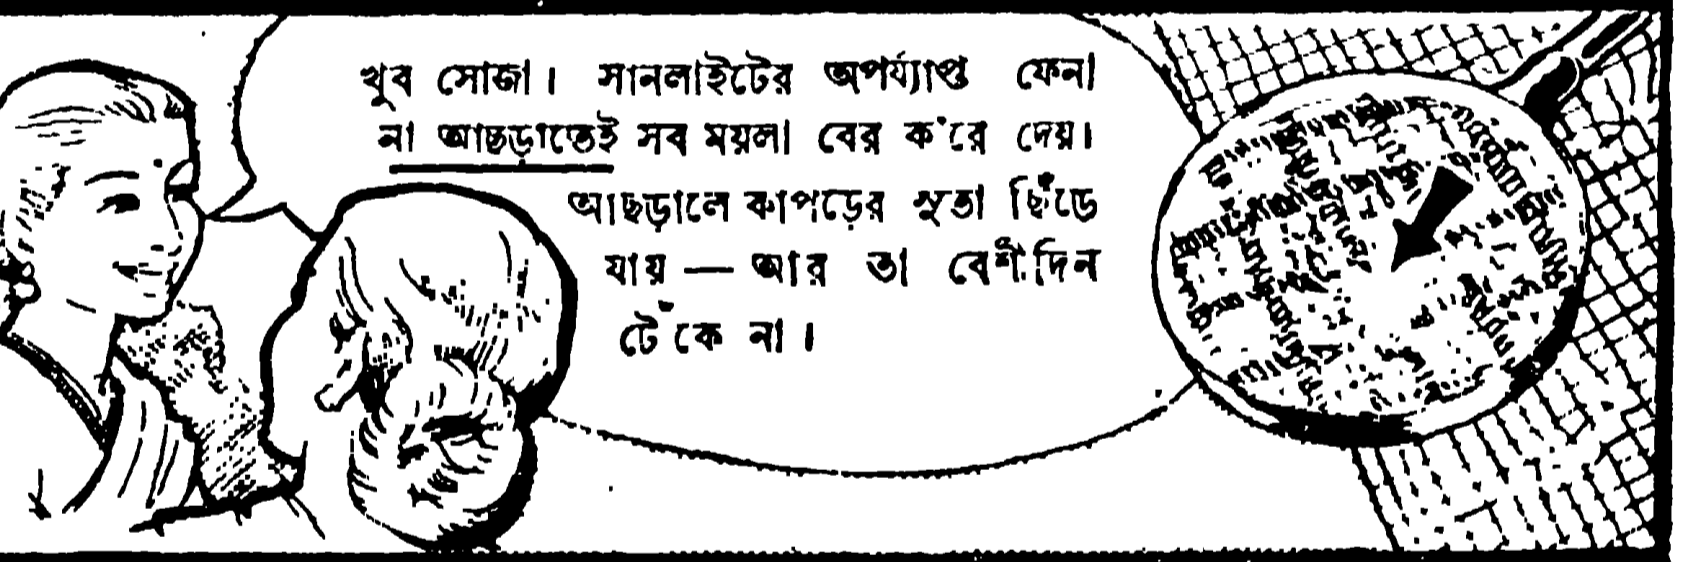 খুব সোজা। সানলাইটের অপর্য্যাপ্ত ফেনা
না আছড়াতেই সব ময়লা বের ক'রে দেয়।
আছড়ালে কাপড়ের সুতা ছিঁড়ে
যায় — আর তা বেশীদিন
টেঁকে না।